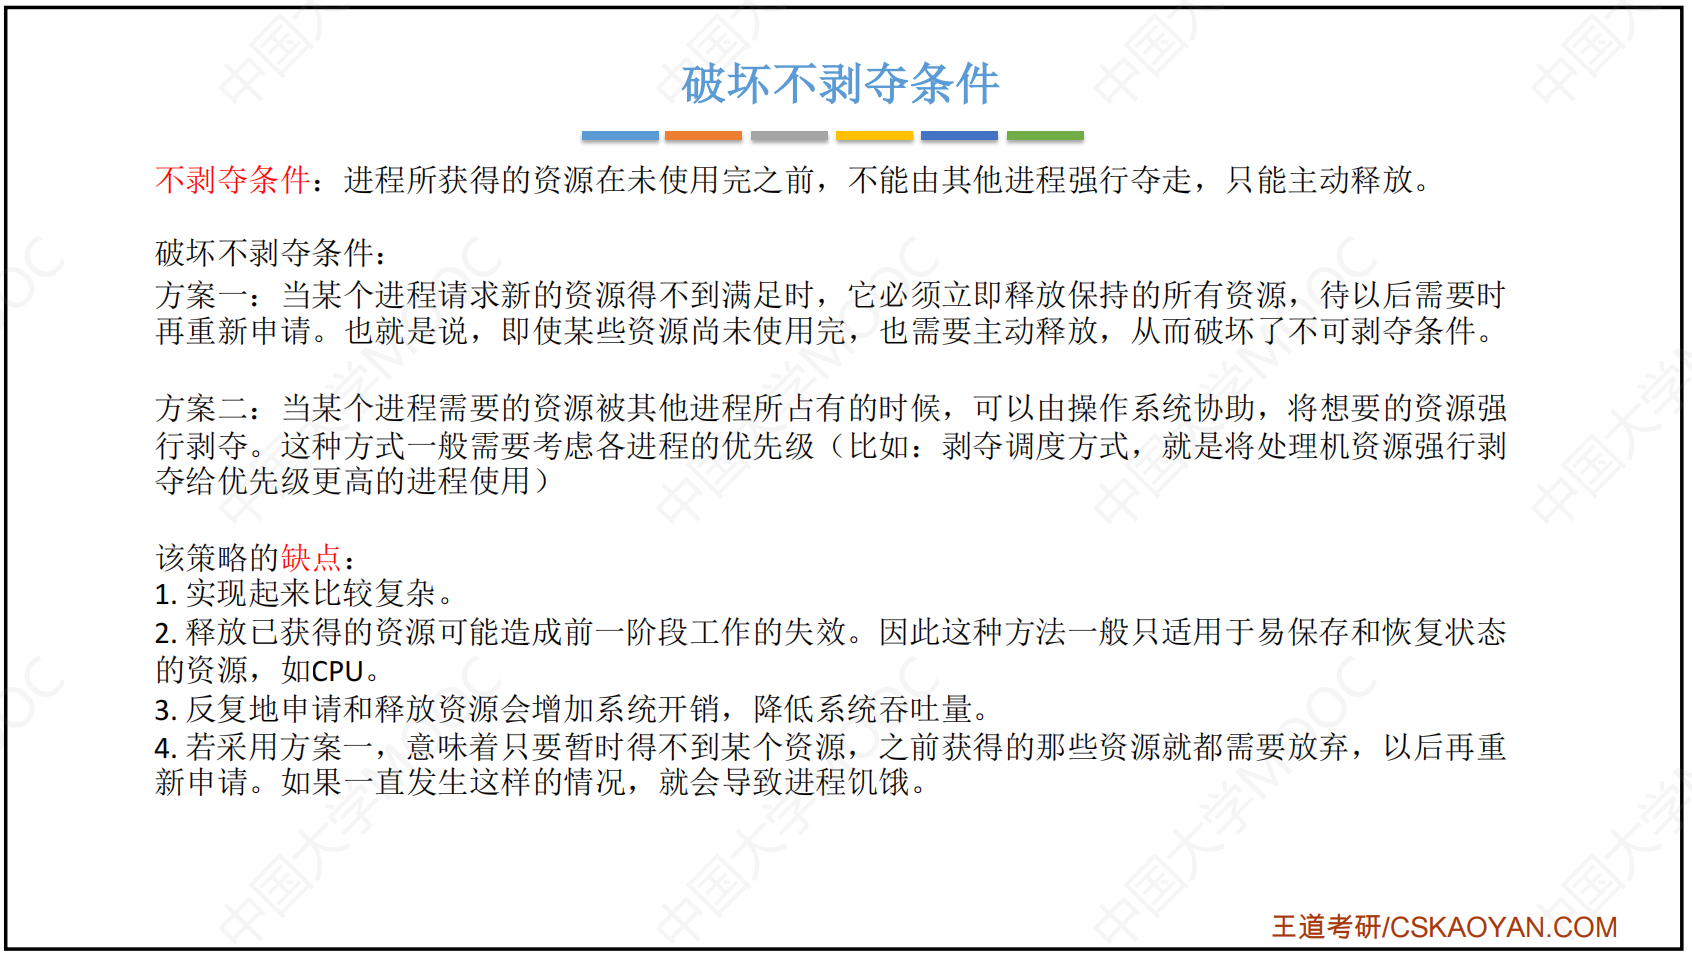 破坏不剥夺条件
不剥夺条件：进程所获得的资源在未使用完之前，不能由其他进程强行夺走，只能主动释放。
破坏不剥夺条件：
方案一：当某个进程请求新的资源得不到满足时，它必须立即释放保持的所有资源，待以后需要时
再重新申请。也就是说，即使某些资源尚未使用完，也需要主动释放，从而破坏了不可剥夺条件。
方案二：当某个进程需要的资源被其他进程所占有的时候，可以由操作系统协助，将想要的资源强
行剥夺。这种方式一般需要考虑各进程的优先级（比如：剥夺调度方式，就是将处理机资源强行剥
夺给优先级更高的进程使用）
该策略的缺点：
1. 实现起来比较复杂。
2. 释放已获得的资源可能造成前一阶段工作的失效。因此这种方法一般只适用于易保存和恢复状态
的资源，如CPU。
3. 反复地申请和释放资源会增加系统开销，降低系统吞吐量。
4. 若采用方案一，意味着只要暂时得不到某个资源，之前获得的那些资源就都需要放弃，以后再重
新申请。如果一直发生这样的情况，就会导致进程饥饿。
王道考研/CSKAOYAN.COM
中国大学MOOC